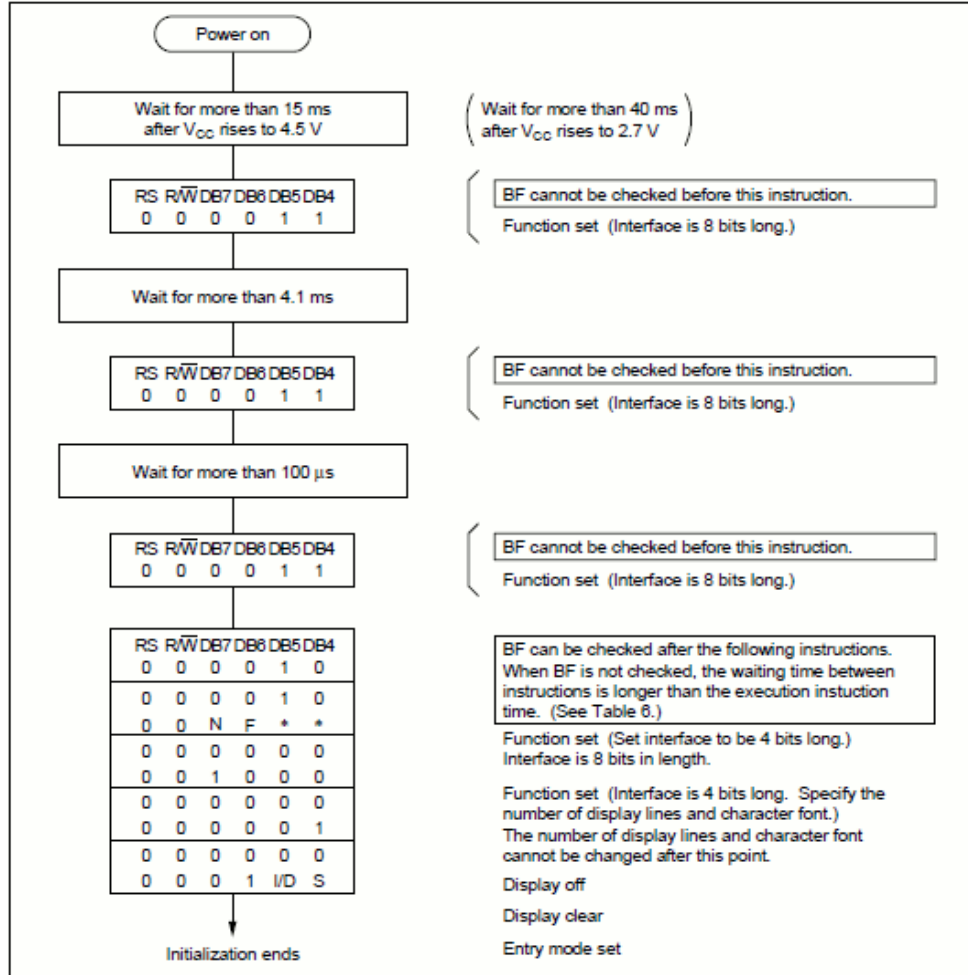 Power on
Wait for more than 15 ms
after VCC rises to 4.5 V
Wait for more than 40 ms
after VCC rises to 2.7 V
RS R/W DB7 DB6 DB5 DB4
0 0 0 0 1 1
BF cannot be checked before this instruction.
Function set (Interface is 8 bits long.)
Wait for more than 4.1 ms
RS R/W DB7 DB6 DB5 DB4
0 0 0 0 1 1
BF cannot be checked before this instruction.
Function set (Interface is 8 bits long.)
Wait for more than 100 µs
RS R/W DB7 DB6 DB5 DB4
0 0 0 0 1 1
BF cannot be checked before this instruction.
Function set (Interface is 8 bits long.)
RS R/W DB7 DB6 DB5 DB4
0 0 0 0 1 0
0 0 0 0 1 0
0 0 N F * *
0 0 0 0 0 0
0 0 1 0 0 0
0 0 0 0 0 0
0 0 0 0 0 1
0 0 0 0 0 0
0 0 0 1 I/D S
BF can be checked after the following instructions.
When BF is not checked, the waiting time between
instructions is longer than the execution instuction
time. (See Table 6.)
Function set (Set interface to be 4 bits long.)
Interface is 8 bits in length.
Function set (Interface is 4 bits long. Specify the
number of display lines and character font.)
The number of display lines and character font
cannot be changed after this point.
Display off
Display clear
Entry mode set
Initialization ends